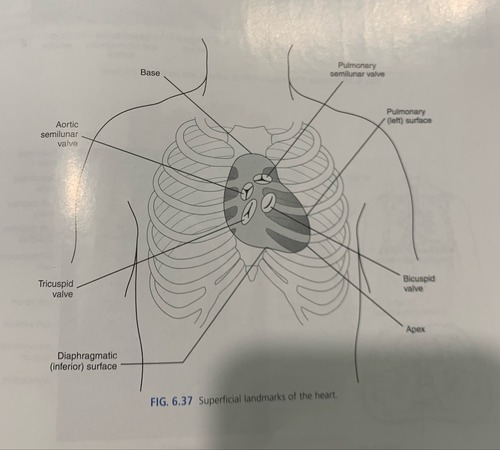 Base
Pulmonary
semilunar valve
Aortic
semilunar
valve
Pulmonary
(left) surface
Tricuspid
valve
Bicuspid
valve
Apex
Diaphragmatic
(inferior) surface
FIG. 6.37 Superficial landmarks of the heart.